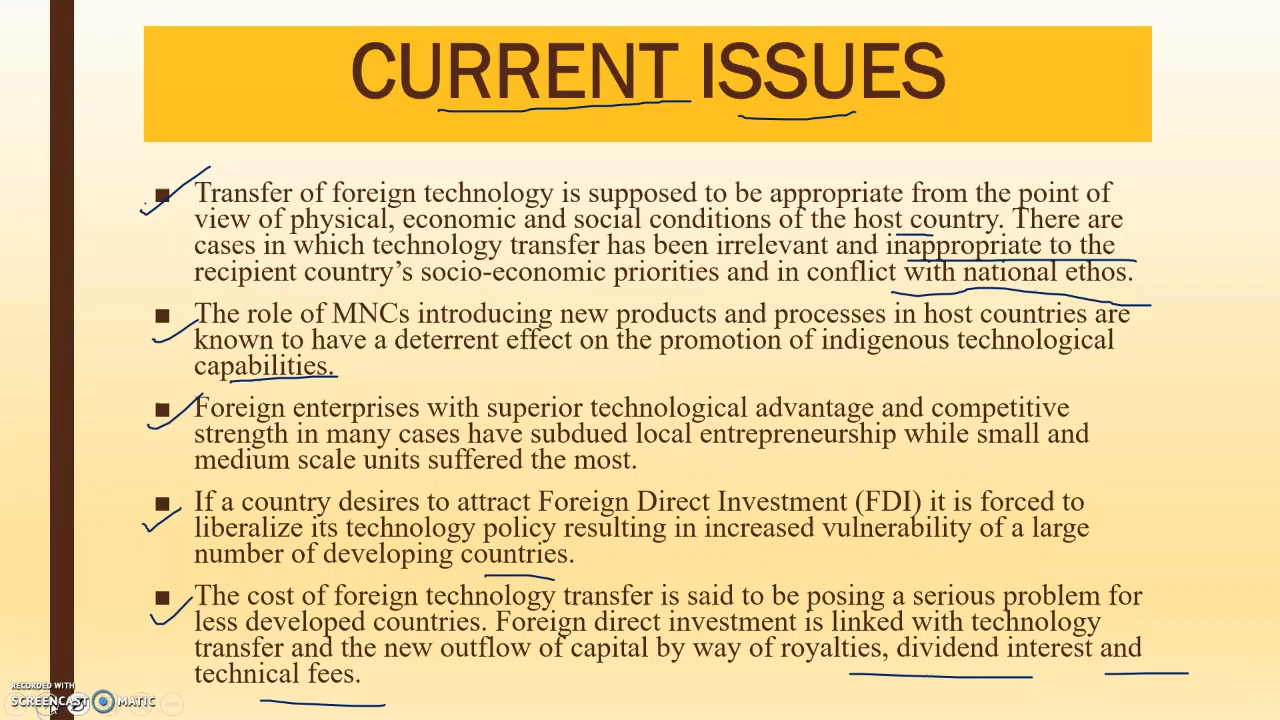 CURRENT ISSUES
■ Transfer of foreign technology is supposed to be appropriate from the point of
view of physical, economic and social conditions of the host country. There are
cases in which technology transfer has been irrelevant and inappropriate to the
recipient country’s socio-economic priorities and in conflict with national ethos.
■ The role of MNCs introducing new products and processes in host countries are
known to have a deterrent effect on the promotion of indigenous technological
capabilities.
■ Foreign enterprises with superior technological advantage and competitive
strength in many cases have subdued local entrepreneurship while small and
medium scale units suffered the most.
■ If a country desires to attract Foreign Direct Investment (FDI) it is forced to
liberalize its technology policy resulting in increased vulnerability of a large
number of developing countries.
■ The cost of foreign technology transfer is said to be posing a serious problem for
less developed countries. Foreign direct investment is linked with technology
transfer and the new outflow of capital by way of royalties, dividend interest and
technical fees.
RECORDED WITH
SCREENCAST MATIC